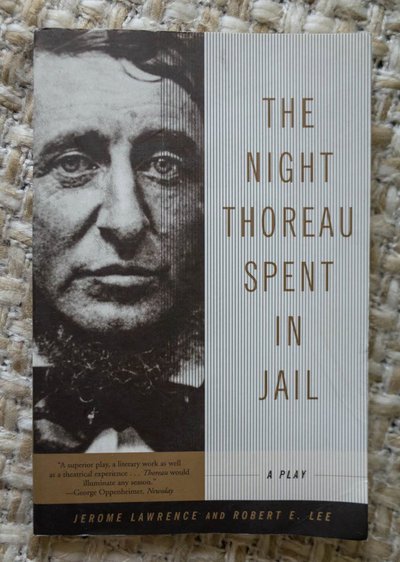 THE
NIGHT
THOREAU
SPENT
IN
JAIL
A PLAY
"A superior play, a literary work as well
as a theatrical experience . . . Thoreau would
illuminate any season."
—George Oppenheimer, Newsday
JEROME LAWRENCE AND ROBERT E. LEE